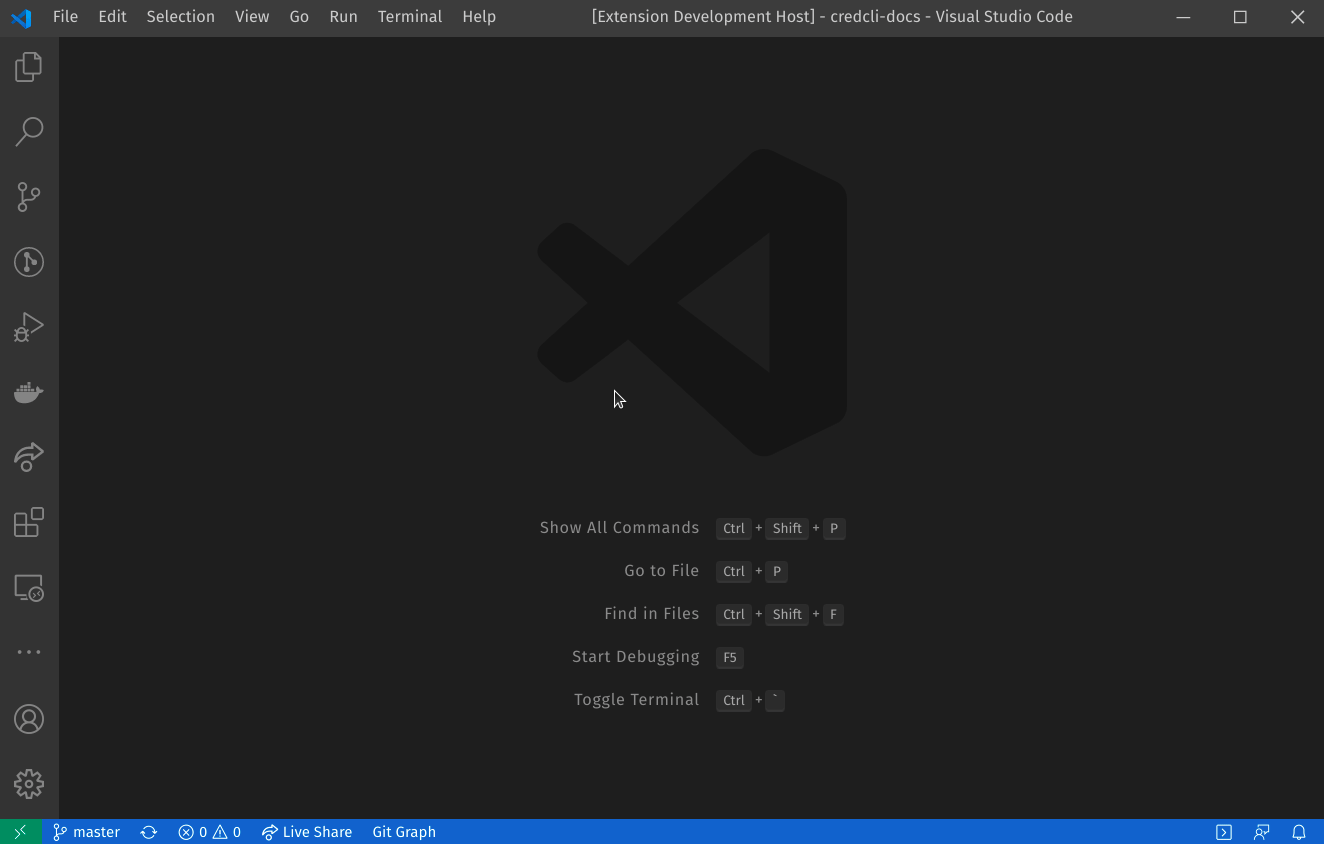 File Edit Selection View Go Run Terminal Help [Extension Development Host] - credcli-docs - Visual Studio Code
Show All Commands Ctrl + Shift + P
Go to File Ctrl + P
Find in Files Ctrl + Shift + F
Start Debugging F5
Toggle Terminal Ctrl + `
master 0 0 Live Share Git Graph